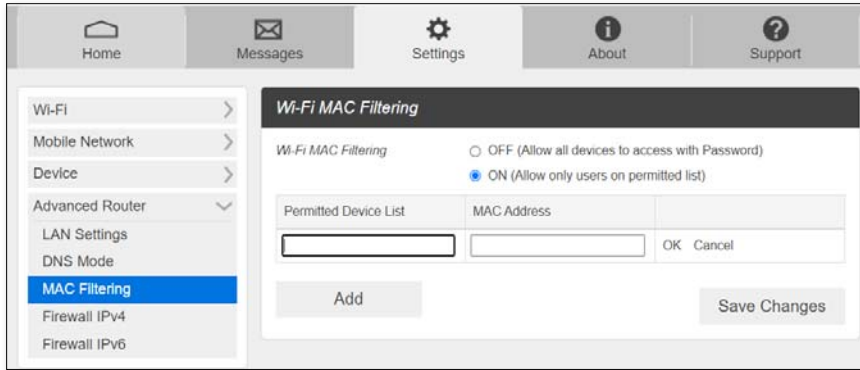 Home Messages Settings About Support
Wi-Fi
Mobile Network
Device
Advanced Router
LAN Settings
DNS Mode
MAC Filtering
Firewall IPv4
Firewall IPv6
Wi-Fi MAC Filtering
Wi-Fi MAC Filtering OFF (Allow all devices to access with Password)
ON (Allow only users on permitted list)
Permitted Device List MAC Address
OK Cancel
Add
Save Changes